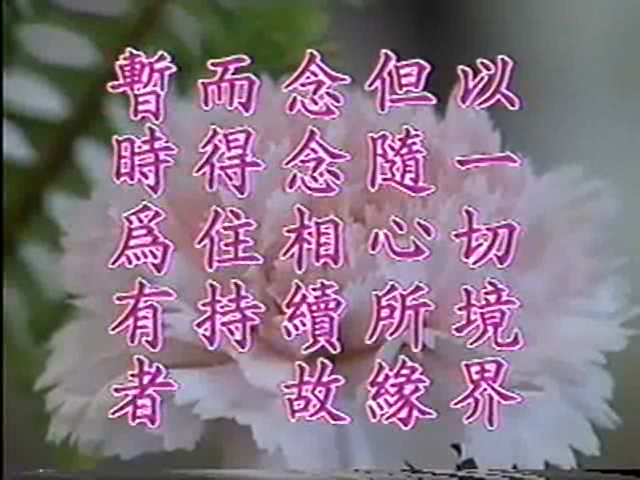 以一切境界
但隨心所緣
念念相續故
而得住持
暫時爲有者